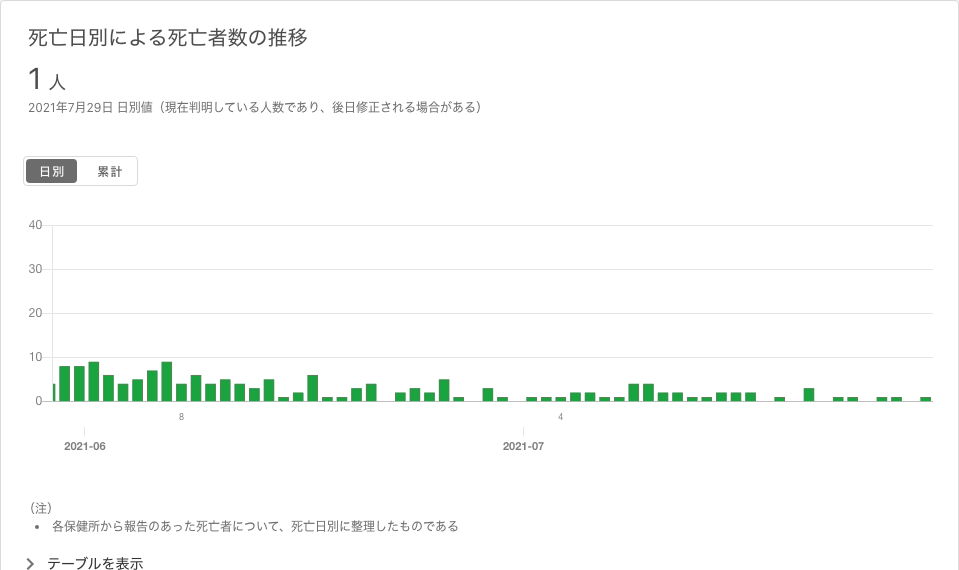 死亡日別による死亡者数の推移
1 人
2021年7月29日 日別値（現在判明している人数であり、後日修正される場合がある）
日別 累計
40
30
20
10
0
8 4
2021-06 2021-07
（注）
• 各保健所から報告のあった死亡者について、死亡日別に整理したものである
テーブルを表示